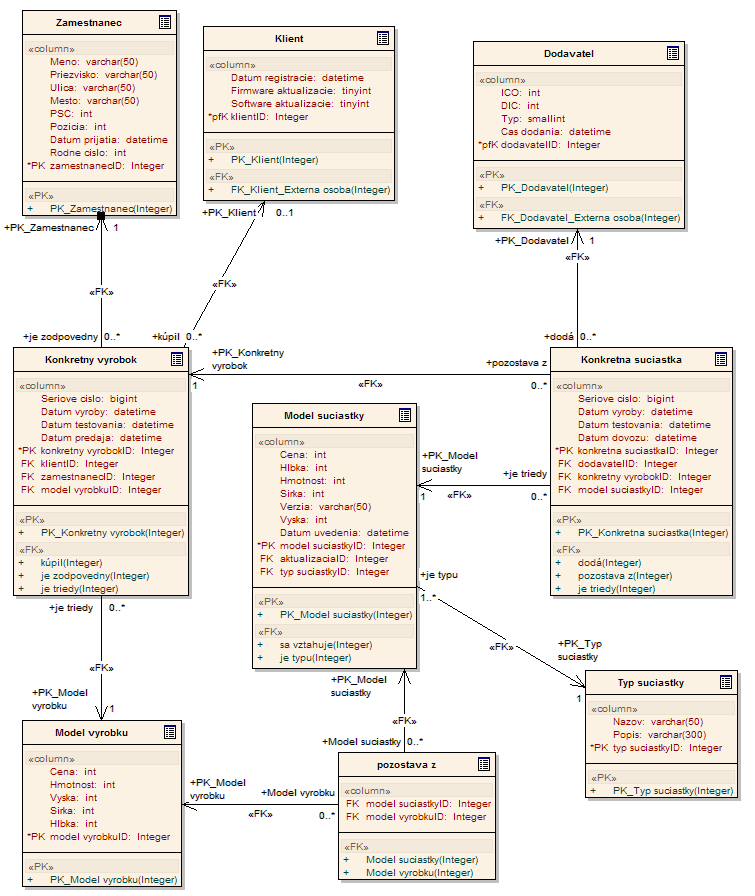 Zamestnanec
«column»
Meno: varchar(50)
Priezvisko: varchar(50)
Ulica: varchar(50)
Mesto: varchar(50)
PSC: int
Pozicia: int
Datum prijatia: datetime
Rodne cislo: int
*PK zamestnanecID: Integer
«PK»
+ PK_Zamestnanec(Integer)
Klient
«column»
Datum registracie: datetime
Firmware aktualizacie: tinyint
Software aktualizacie: tinyint
*pfK klientID: Integer
«PK»
+ PK_Klient(Integer)
«FK»
+ FK_Klient_Externa osoba(Integer)
Dodavatel
«column»
ICO: int
DIC: int
Typ: smallint
Cas dodania: datetime
*pfK dodavatelID: Integer
«PK»
+ PK_Dodavatel(Integer)
«FK»
+ FK_Dodavatel_Externa osoba(Integer)
+PK_Zamestnanec 1
+PK_Klient 0..1
+PK_Dodavatel 1
«FK»
«FK»
«FK»
+je zodpovedny 0..*
+kúpil 0..*
+dodá 0..*
Konkretny vyrobok
«column»
Seriove cislo: bigint
Datum vyroby: datetime
Datum testovania: datetime
Datum predaja: datetime
*PK konkretny vyrobokID: Integer
FK klientID: Integer
FK zamestnanecID: Integer
FK model vyrobkuID: Integer
«PK»
+ PK_Konkretny vyrobok(Integer)
«FK»
+ kúpil(Integer)
+ je zodpovedny(Integer)
+ je triedy(Integer)
+PK_Konkretny
vyrobok
1
«FK»
+pozostava z
0..*
Konkretna suciastka
«column»
Seriove cislo: bigint
Datum vyroby: datetime
Datum testovania: datetime
Datum dovozu: datetime
*PK konkretna suciastkaID: Integer
FK dodavatelID: Integer
FK konkretny vyrobokID: Integer
FK model suciastkyID: Integer
«PK»
+ PK_Konkretna suciastka(Integer)
«FK»
+ dodá(Integer)
+ pozostava z(Integer)
+ je triedy(Integer)
Model suciastky
«column»
Cena: int
Hlbka: int
Hmotnost: int
Sirka: int
Verzia: varchar(50)
Vyska: int
Datum uvedenia: datetime
*PK model suciastkyID: Integer
FK aktualizaciaID: Integer
FK typ suciastkyID: Integer
«PK»
+ PK_Model suciastky(Integer)
«FK»
+ sa vztahuje(Integer)
+ je typu(Integer)
+PK_Model
suciastky
1
«FK»
+je triedy
0..*
+je typu
1..*
«FK»
+PK_Typ
suciastky
1
Typ suciastky
«column»
Nazov: varchar(50)
Popis: varchar(300)
*PK typ suciastkyID: Integer
«PK»
+ PK_Typ suciastky(Integer)
+je triedy 0..*
«FK»
+PK_Model
vyrobku
1
Model vyrobku
«column»
Cena: int
Hmotnost: int
Vyska: int
Sirka: int
Hlbka: int
*PK model vyrobkuID: Integer
«PK»
+ PK_Model vyrobku(Integer)
+PK_Model
suciastky
«FK»
+Model suciastky 0..*
+PK_Model
vyrobku
«FK»
+Model vyrobku
0..*
pozostava z
«column»
FK model suciastkyID: Integer
FK model vyrobkuID: Integer
«FK»
+ Model suciastky(Integer)
+ Model vyrobku(Integer)